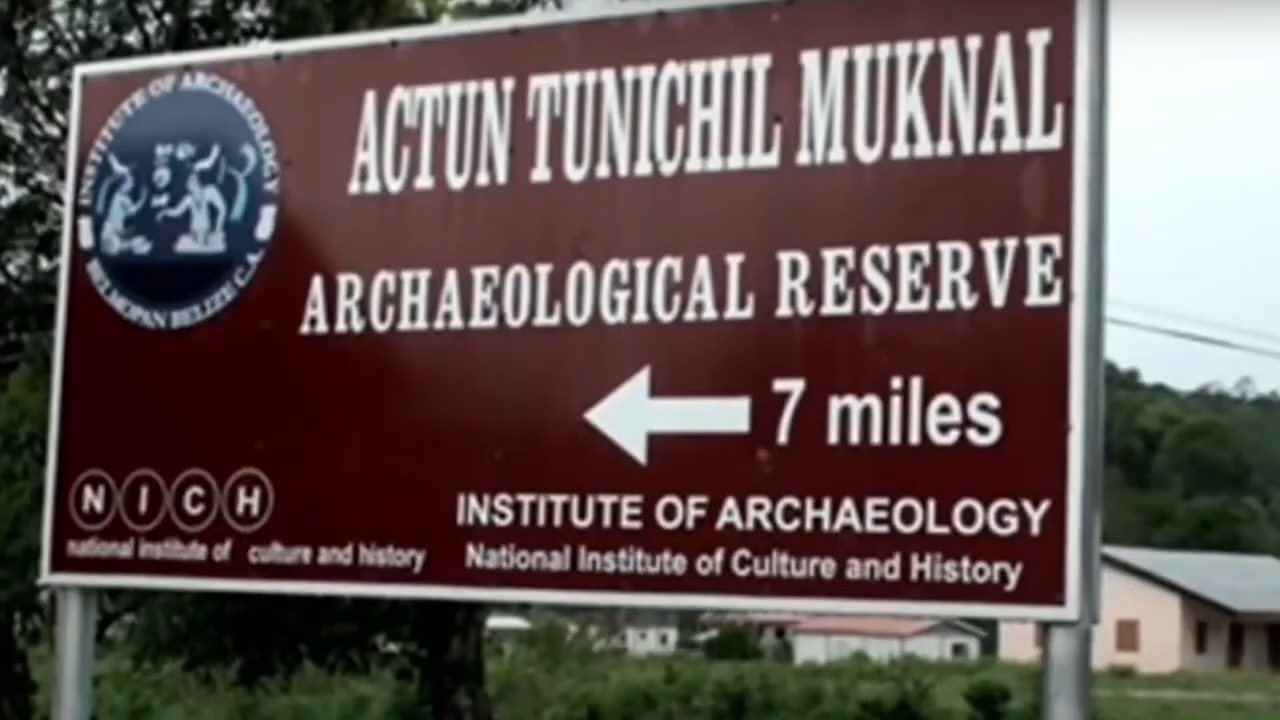 INSTITUTE OF ARCHAEOLOGY
BELMOPAN BELIZE C.A.
ACTUN TUNICHIL MUKNAL
ARCHAEOLOGICAL RESERVE
7 miles
NICH
national institute of culture and history
INSTITUTE OF ARCHAEOLOGY
National Institute of Culture and History